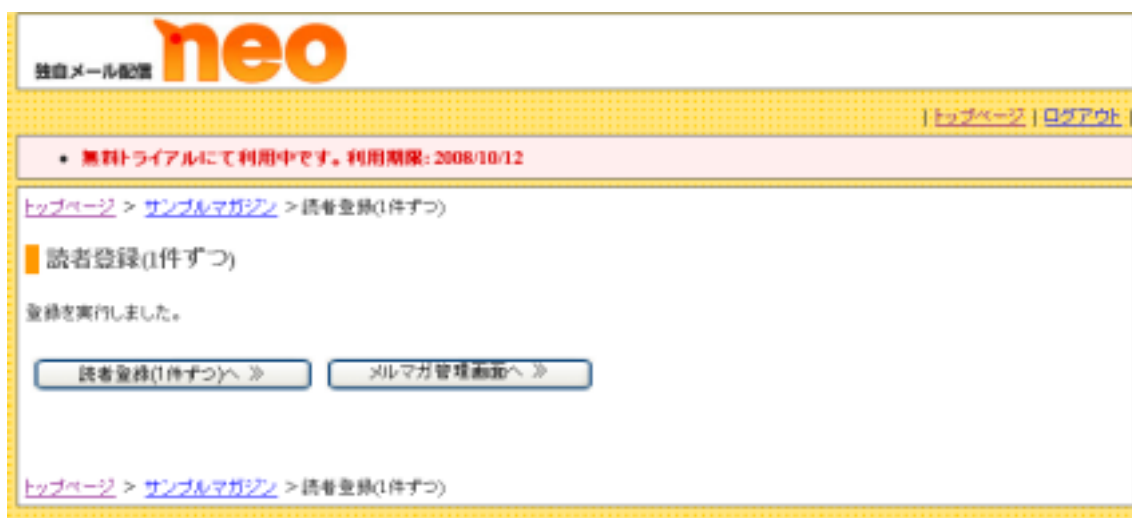 独自メール配信 neo
| トップページ | ログアウト |
• 無料トライアルにて利用中です。利用期限: 2008/10/12
トップページ > サンプルマガジン > 読者登録(1件ずつ)
読者登録(1件ずつ)
登録を実行しました。
読者登録(1件ずつ)へ 》 メルマガ管理画面へ 》
トップページ > サンプルマガジン > 読者登録(1件ずつ)